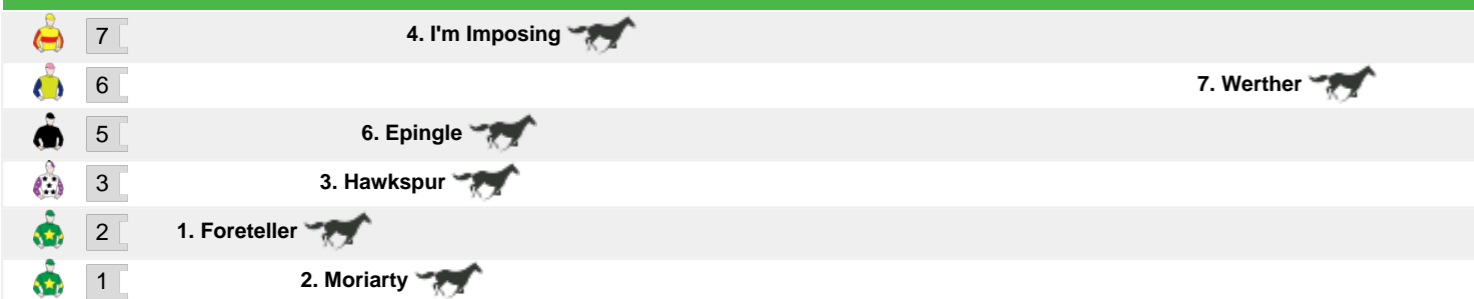 7 4. I'm Imposing
6 7. Werther
5 6. Epingle
3 3. Hawkspur
2 1. Foreteller
1 2. Moriarty